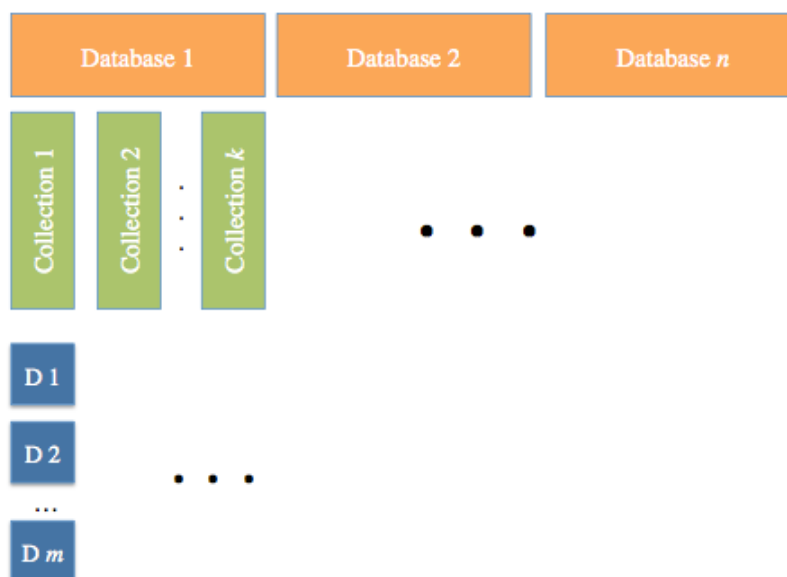 Database 1
Database 2
Database n
Collection 1
Collection 2
. . .
Collection k
. . .
D 1
D 2
...
D m
. . .